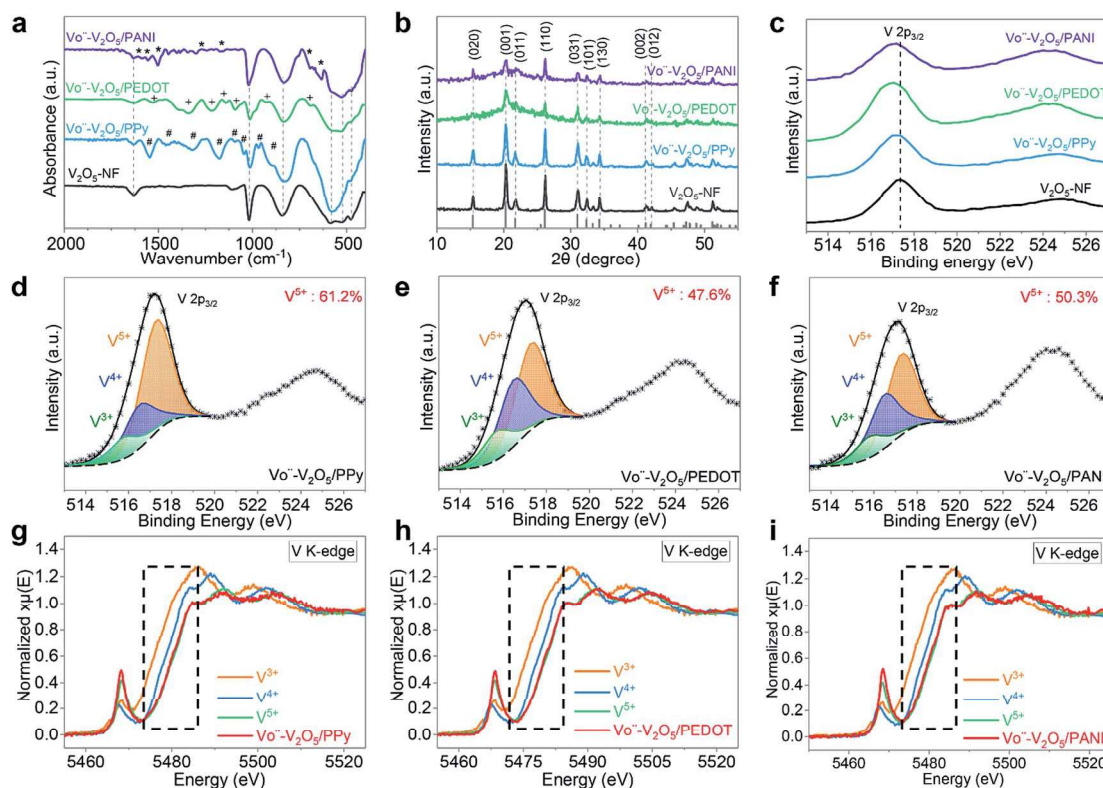 a
Absorbance (a.u.)
Vo¨-V₂O₅/PANI
* * * * * * *
Vo¨-V₂O₅/PEDOT
+ + + + + + +
Vo¨-V₂O₅/PPy
# # # # # # # #
V₂O₅-NF
2000 1500 1000 500
Wavenumber (cm⁻¹)
b
Intensity (a.u.)
(020) (001) (011) (110) (031) (101) (130) (002) (012)
Vo¨-V₂O₅/PANI
Vo¨-V₂O₅/PEDOT
Vo¨-V₂O₅/PPy
V₂O₅-NF
10 20 30 40 50
2θ (degree)
c
Intensity (a.u.)
V 2p3/2
Vo¨-V₂O₅/PANI
Vo¨-V₂O₅/PEDOT
Vo¨-V₂O₅/PPy
V₂O₅-NF
513 515 517 520 522 524 526
Binding energy (eV)
d
Intensity (a.u.)
V 2p3/2
V⁵⁺ : 61.2%
V⁵⁺
V⁴⁺
V³⁺
Vo¨-V₂O₅/PPy
514 516 518 520 522 524 526
Binding Energy (eV)
e
Intensity (a.u.)
V 2p3/2
V⁵⁺ : 47.6%
V⁵⁺
V⁴⁺
V³⁺
Vo¨-V₂O₅/PEDOT
514 516 518 520 522 524 526
Binding Energy (eV)
f
Intensity (a.u.)
V 2p3/2
V⁵⁺ : 50.3%
V⁵⁺
V⁴⁺
V³⁺
Vo¨-V₂O₅/PANI
514 516 518 520 522 524 526
Binding Energy (eV)
g
Normalized xμ(E)
V K-edge
1.4
1.2
1.0
0.8
0.6
0.4
0.2
0.0
V³⁺
V⁴⁺
V⁵⁺
Vo¨-V₂O₅/PPy
5460 5480 5500 5520
Energy (eV)
h
Normalized xμ(E)
V K-edge
1.4
1.2
1.0
0.8
0.6
0.4
0.2
0.0
V³⁺
V⁴⁺
V⁵⁺
Vo¨-V₂O₅/PEDOT
5460 5475 5490 5505 5520
Energy (eV)
i
Normalized xμ(E)
V K-edge
1.4
1.2
1.0
0.8
0.6
0.4
0.2
0.0
V³⁺
V⁴⁺
V⁵⁺
Vo¨-V₂O₅/PANI
5460 5480 5500 5520
Energy (eV)